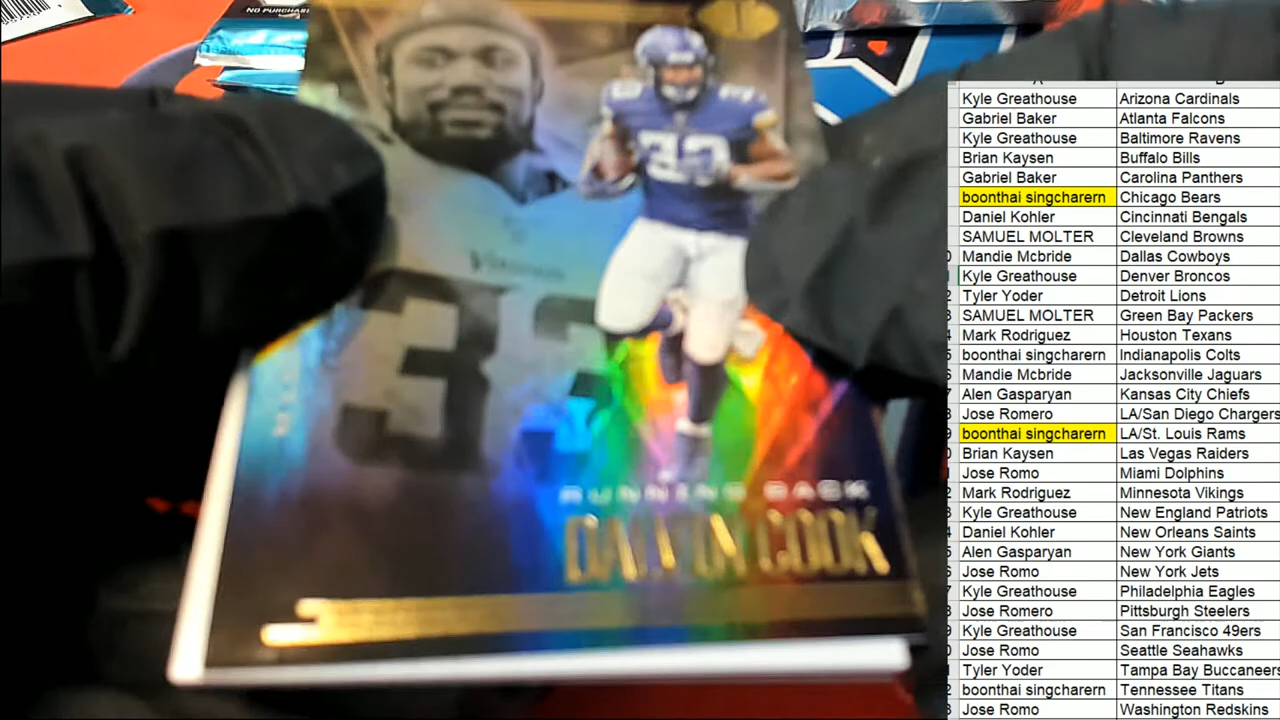 NO PURCHASE
33
VIKINGS
33
RUNNING BACK
DALVIN COOK
Kyle Greathouse Arizona Cardinals
Gabriel Baker Atlanta Falcons
Kyle Greathouse Baltimore Ravens
Brian Kaysen Buffalo Bills
Gabriel Baker Carolina Panthers
boonthai singcharern Chicago Bears
Daniel Kohler Cincinnati Bengals
SAMUEL MOLTER Cleveland Browns
Mandie Mcbride Dallas Cowboys
Kyle Greathouse Denver Broncos
Tyler Yoder Detroit Lions
SAMUEL MOLTER Green Bay Packers
Mark Rodriguez Houston Texans
boonthai singcharern Indianapolis Colts
Mandie Mcbride Jacksonville Jaguars
Alen Gasparyan Kansas City Chiefs
Jose Romero LA/San Diego Chargers
boonthai singcharern LA/St. Louis Rams
Brian Kaysen Las Vegas Raiders
Jose Romo Miami Dolphins
Mark Rodriguez Minnesota Vikings
Kyle Greathouse New England Patriots
Daniel Kohler New Orleans Saints
Alen Gasparyan New York Giants
Jose Romo New York Jets
Kyle Greathouse Philadelphia Eagles
Jose Romero Pittsburgh Steelers
Kyle Greathouse San Francisco 49ers
Jose Romo Seattle Seahawks
Tyler Yoder Tampa Bay Buccaneers
boonthai singcharern Tennessee Titans
Jose Romo Washington Redskins